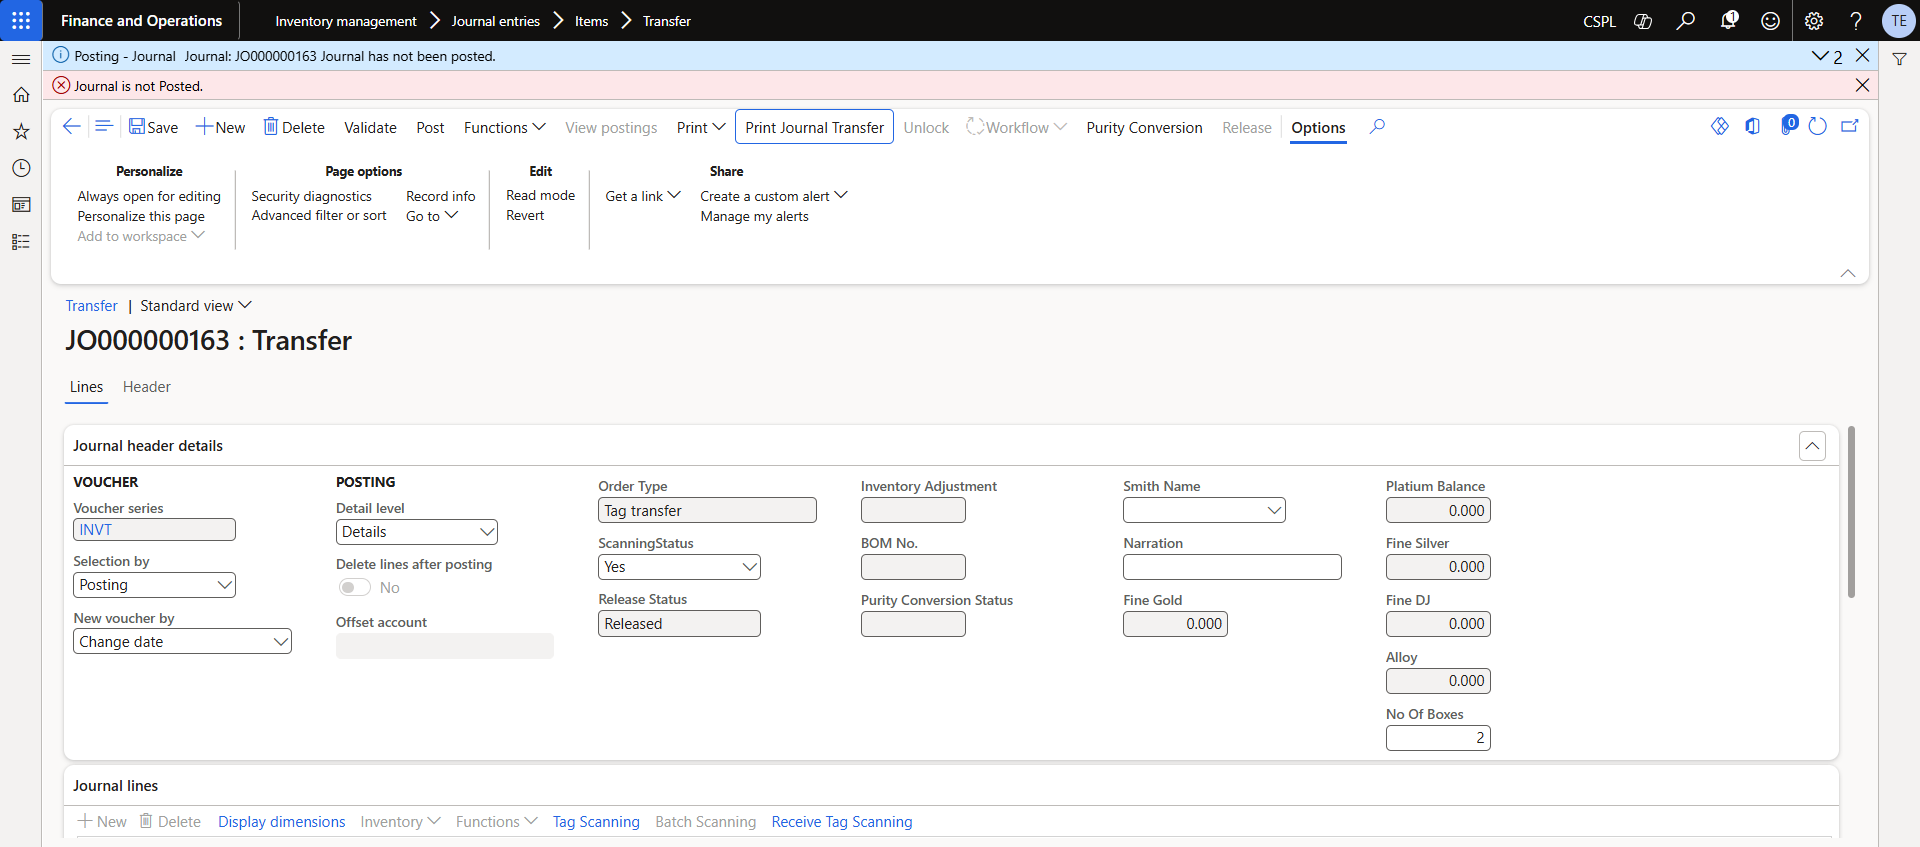 Finance and Operations
Inventory management
Journal entries
Items
Transfer
CSPL
1
TE
Posting - Journal Journal: JO000000163 Journal has not been posted.
2
Journal is not Posted.
Save
New
Delete
Validate
Post
Functions
View postings
Print
Print Journal Transfer
Unlock
Workflow
Purity Conversion
Release
Options
0
Personalize
Always open for editing
Personalize this page
Add to workspace
Page options
Security diagnostics
Advanced filter or sort
Record info
Go to
Edit
Read mode
Revert
Share
Get a link
Create a custom alert
Manage my alerts
Transfer | Standard view
JO000000163 : Transfer
Lines
Header
Journal header details
VOUCHER
Voucher series
INVT
Selection by
Posting
New voucher by
Change date
POSTING
Detail level
Details
Delete lines after posting
No
Offset account
Order Type
Tag transfer
ScanningStatus
Yes
Release Status
Released
Inventory Adjustment
BOM No.
Purity Conversion Status
Smith Name
Narration
Fine Gold
0.000
Platium Balance
0.000
Fine Silver
0.000
Fine DJ
0.000
Alloy
0.000
No Of Boxes
2
Journal lines
New
Delete
Display dimensions
Inventory
Functions
Tag Scanning
Batch Scanning
Receive Tag Scanning